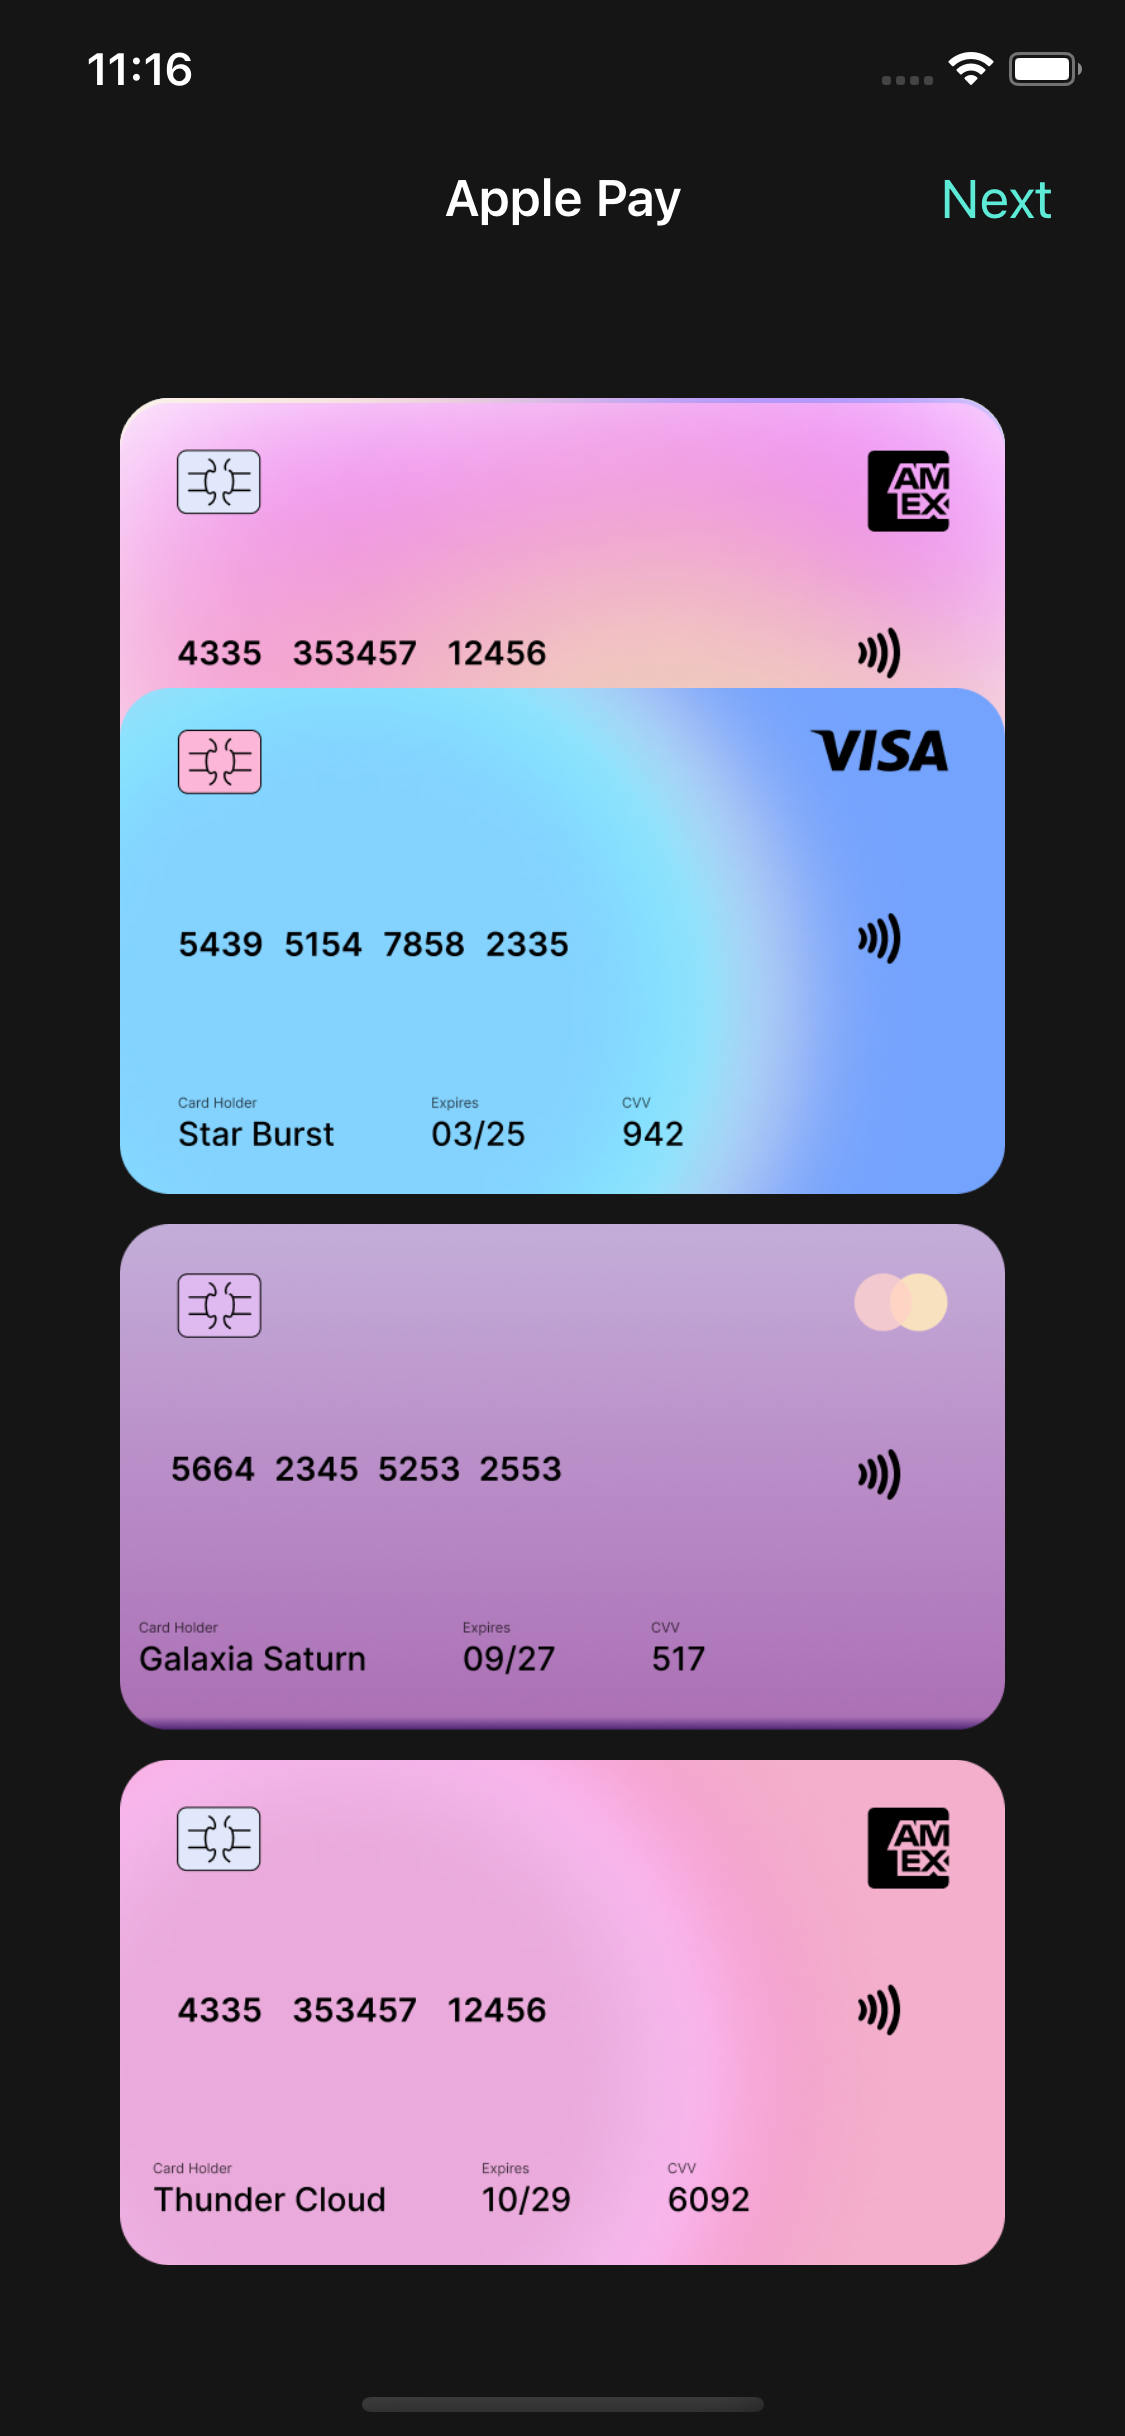 11:16
Apple Pay
Next
AM
EX
4335 353457 12456
VISA
5439 5154 7858 2335
Card Holder Expires CVV
Star Burst 03/25 942
5664 2345 5253 2553
Card Holder Expires CVV
Galaxia Saturn 09/27 517
AM
EX
4335 353457 12456
Card Holder Expires CVV
Thunder Cloud 10/29 6092